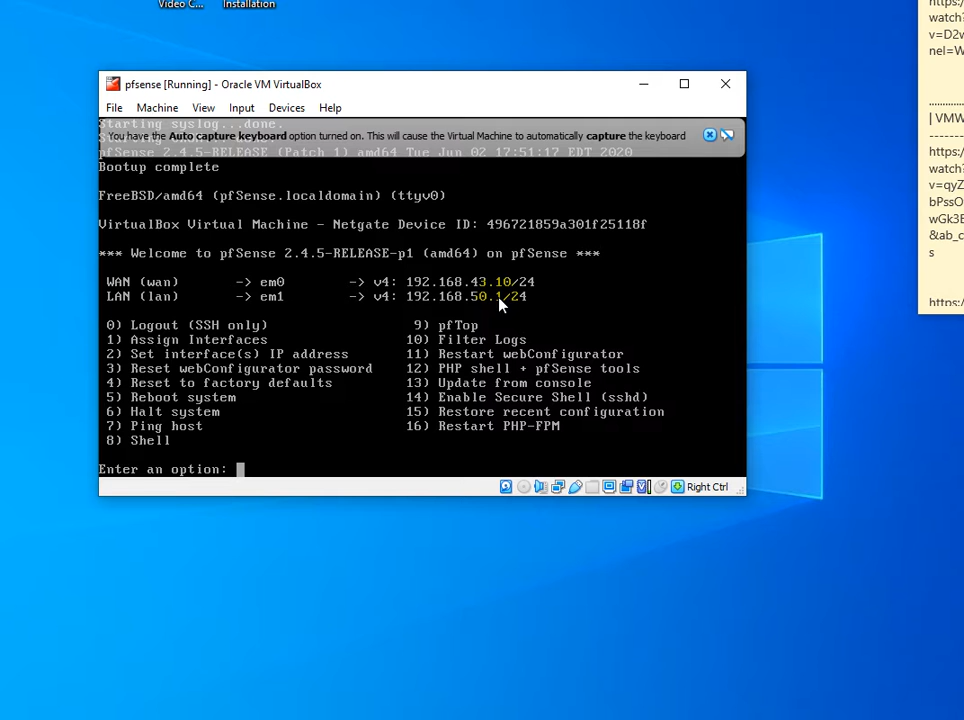 Video C...
Installation
https:/
watch?
v=D2w
nel=W
pfsense [Running] - Oracle VM VirtualBox
File Machine View Input Devices Help
Starting syslog...done.
You have the Auto capture keyboard option turned on. This will cause the Virtual Machine to automatically capture the keyboard
pfSense 2.4.5-RELEASE (Patch 1) amd64 Tue Jun 02 17:51:17 EDT 2020
Bootup complete
FreeBSD/amd64 (pfSense.localdomain) (ttyv0)
VirtualBox Virtual Machine - Netgate Device ID: 496721859a301f25118f
*** Welcome to pfSense 2.4.5-RELEASE-p1 (amd64) on pfSense ***
WAN (wan) -> em0 -> v4: 192.168.43.10/24
LAN (lan) -> em1 -> v4: 192.168.50.1/24
0) Logout (SSH only) 9) pfTop
1) Assign Interfaces 10) Filter Logs
2) Set interface(s) IP address 11) Restart webConfigurator
3) Reset webConfigurator password 12) PHP shell + pfSense tools
4) Reset to factory defaults 13) Update from console
5) Reboot system 14) Enable Secure Shell (sshd)
6) Halt system 15) Restore recent configuration
7) Ping host 16) Restart PHP-FPM
8) Shell
Enter an option:
Right Ctrl
| VMW
https:/
watch?
v=qyZ
bPssO
wGk3E
&ab_c
s
https:/